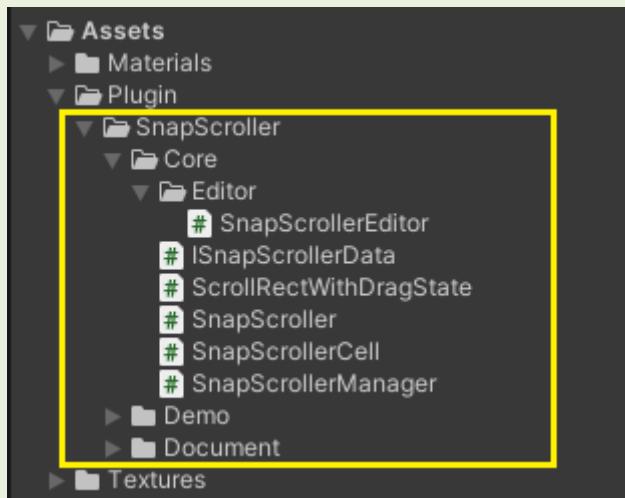 Assets
Materials
Plugin
SnapScroller
Core
Editor
# SnapScrollerEditor
# ISnapScrollerData
# ScrollRectWithDragState
# SnapScroller
# SnapScrollerCell
# SnapScrollerManager
Demo
Document
Textures